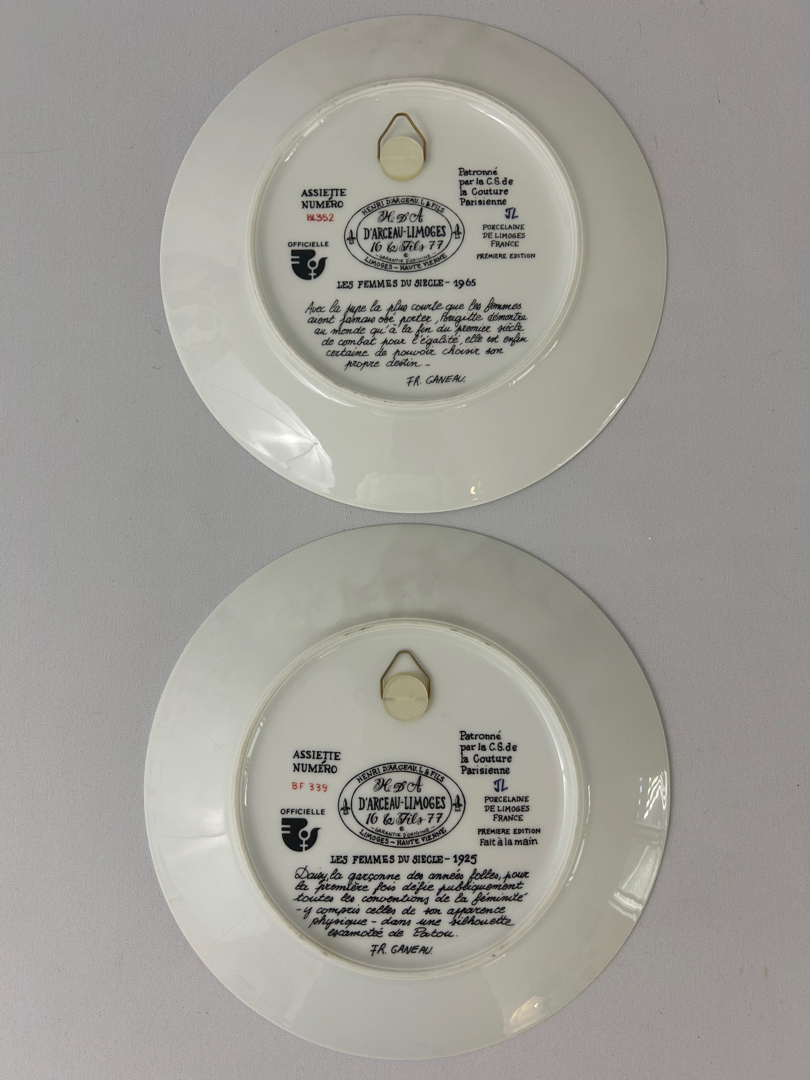 ASSIETTE
NUMÉRO
BL352
Patronné
par la C.S. de
la Couture
Parisienne
JL
HENRI D'ARCEAU L & FILS
H. D'A
D'ARCEAU-LIMOGES
16 & Fils 77
GARANTIE D'ORIGINE
©
LIMOGES - HAUTE VIENNE
PORCELAINE
DE LIMOGES
FRANCE
PREMIÈRE EDITION
OFFICIELLE
LES FEMMES DU SIECLE - 1965
Avec la jupe la plus courte que les femmes
aient jamais osé porter, Brigitte démontra
au monde qu'à la fin du premier siècle
de combat pour l'égalité, elle est enfin
certaine de pouvoir choisir son
propre destin -
FR. GANEAU.
ASSIETTE
NUMÉRO
BF 339
Patronné
par la C.S. de
la Couture
Parisienne
JL
HENRI D'ARCEAU L & FILS
H. D'A
D'ARCEAU-LIMOGES
16 & Fils 77
©
GARANTIE D'ORIGINE
LIMOGES - HAUTE VIENNE
PORCELAINE
DE LIMOGES
FRANCE
PREMIÈRE EDITION
Fait à la main
OFFICIELLE
LES FEMMES DU SIECLE - 1925
Daisy, la garçonne des années folles, pour
la première fois défie publiquement
toutes les conventions de la féminité
- y compris celles de son apparence
physique - dans une silhouette
escamotée de Patou.
FR. GANEAU.